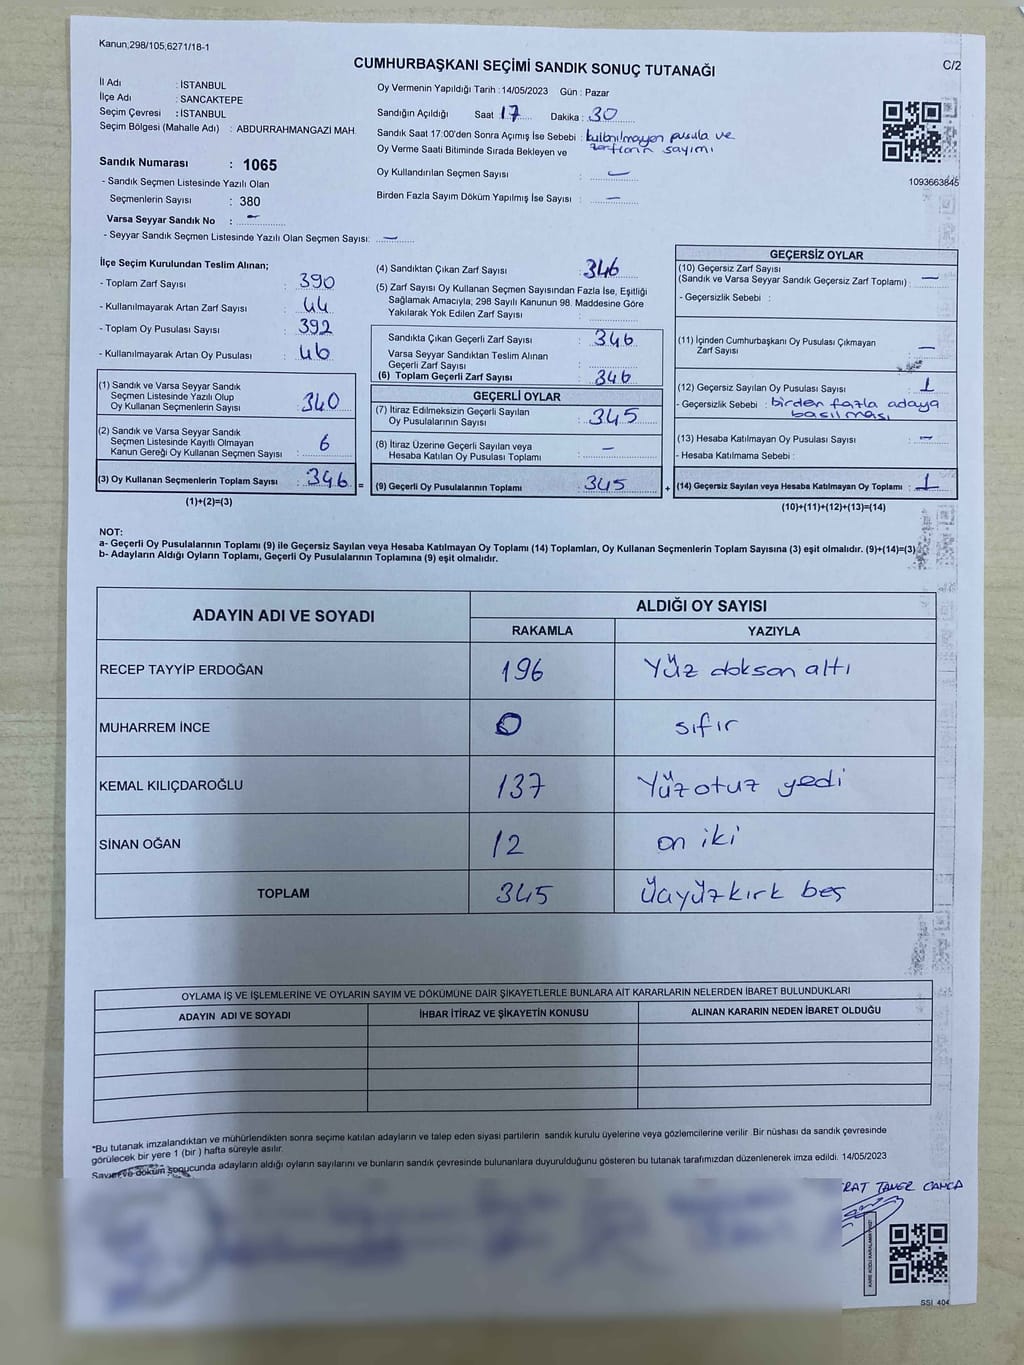 Kanun,298/105,6271/18-1
CUMHURBAŞKANI SEÇİMİ SANDIK SONUÇ TUTANAĞI
C/2
İl Adı : İSTANBUL
İlçe Adı : SANCAKTEPE
Seçim Çevresi : İSTANBUL
Seçim Bölgesi (Mahalle Adı) : ABDURRAHMANGAZİ MAH.
Oy Vermenin Yapıldığı Tarih :14/05/2023 Gün : Pazar
Sandığın Açıldığı Saat 17 Dakika : 30
Sandık Saat 17:00'den Sonra Açımış İse Sebebi : kullanılmayan pusula ve
zarfların sayımı
Oy Verme Saati Bitiminde Sırada Bekleyen ve
Oy Kullandırılan Seçmen Sayısı : —
Birden Fazla Sayım Döküm Yapılmış İse Sayısı : —
1093663845
Sandık Numarası : 1065
- Sandık Seçmen Listesinde Yazılı Olan
Seçmenlerin Sayısı : 380
Varsa Seyyar Sandık No : —
- Seyyar Sandık Seçmen Listesinde Yazılı Olan Seçmen Sayısı: —
İlçe Seçim Kurulundan Teslim Alınan;
- Toplam Zarf Sayısı : 390
- Kullanılmayarak Artan Zarf Sayısı : 44
- Toplam Oy Pusulası Sayısı : 392
- Kullanılmayarak Artan Oy Pusulası : 46
(1) Sandık ve Varsa Seyyar Sandık
Seçmen Listesinde Yazılı Olup
Oy Kullanan Seçmenlerin Sayısı : 340
(2) Sandık ve Varsa Seyyar Sandık
Seçmen Listesinde Kayıtlı Olmayan
Kanun Gereği Oy Kullanan Seçmen Sayısı : 6
(3) Oy Kullanan Seçmenlerin Toplam Sayısı : 346 =
(1)+(2)=(3)
(4) Sandıktan Çıkan Zarf Sayısı : 346
(5) Zarf Sayısı Oy Kullanan Seçmen Sayısından Fazla İse, Eşitliği
Sağlamak Amacıyla; 298 Sayılı Kanunun 98. Maddesine Göre
Yakılarak Yok Edilen Zarf Sayısı :
Sandıkta Çıkan Geçerli Zarf Sayısı : 346
Varsa Seyyar Sandıktan Teslim Alınan
Geçerli Zarf Sayısı :
(6) Toplam Geçerli Zarf Sayısı : 346
GEÇERLİ OYLAR
(7) İtiraz Edilmeksizin Geçerli Sayılan
Oy Pusulalarının Sayısı : 345
(8) İtiraz Üzerine Geçerli Sayılan veya
Hesaba Katılan Oy Pusulası Toplamı : —
(9) Geçerli Oy Pusulalarının Toplamı : 345 +
GEÇERSİZ OYLAR
(10) Geçersiz Zarf Sayısı
(Sandık ve Varsa Seyyar Sandık Geçersiz Zarf Toplamı) : —
- Geçersizlik Sebebi :
(11) İçinden Cumhurbaşkanı Oy Pusulası Çıkmayan
Zarf Sayısı : —
(12) Geçersiz Sayılan Oy Pusulası Sayısı : 1
- Geçersizlik Sebebi : birden fazla adaya
basılması
(13) Hesaba Katılmayan Oy Pusulası Sayısı : —
- Hesaba Katılmama Sebebi :
(14) Geçersiz Sayılan veya Hesaba Katılmayan Oy Toplamı : 1
(10)+(11)+(12)+(13)=(14)
NOT:
a- Geçerli Oy Pusulalarının Toplamı (9) ile Geçersiz Sayılan veya Hesaba Katılmayan Oy Toplamı (14) Toplamları, Oy Kullanan Seçmenlerin Toplam Sayısına (3) eşit olmalıdır. (9)+(14)=(3)
b- Adayların Aldığı Oyların Toplamı, Geçerli Oy Pusulalarının Toplamına (9) eşit olmalıdır.
ADAYIN ADI VE SOYADI ALDIĞI OY SAYISI
RAKAMLA YAZIYLA
RECEP TAYYİP ERDOĞAN 196 Yüz doksan altı
MUHARREM İNCE 0 sıfır
KEMAL KILIÇDAROĞLU 137 Yüzotuz yedi
SİNAN OĞAN 12 on iki
TOPLAM 345 Üçyüzkırk beş
OYLAMA İŞ VE İŞLEMLERİNE VE OYLARIN SAYIM VE DÖKÜMÜNE DAİR ŞİKAYETLERLE BUNLARA AİT KARARLARIN NELERDEN İBARET BULUNDUKLARI
ADAYIN ADI VE SOYADI İHBAR İTİRAZ VE ŞİKAYETİN KONUSU ALINAN KARARIN NEDEN İBARET OLDUĞU
*Bu tutanak imzalandıktan ve mühürlendikten sonra seçime katılan adayların ve talep eden siyasi partilerin sandık kurulu üyelerine veya gözlemcilerine verilir .Bir nüshası da sandık çevresinde
görülecek bir yere 1 (bir ) hafta süreyle asılır.
Sayım ve döküm sonucunda adayların aldığı oyların sayılarını ve bunların sandık çevresinde bulunanlara duyurulduğunu gösteren bu tutanak tarafımızdan düzenlenerek imza edildi. 14/05/2023
RAT TANER CANCA
SSİ 404